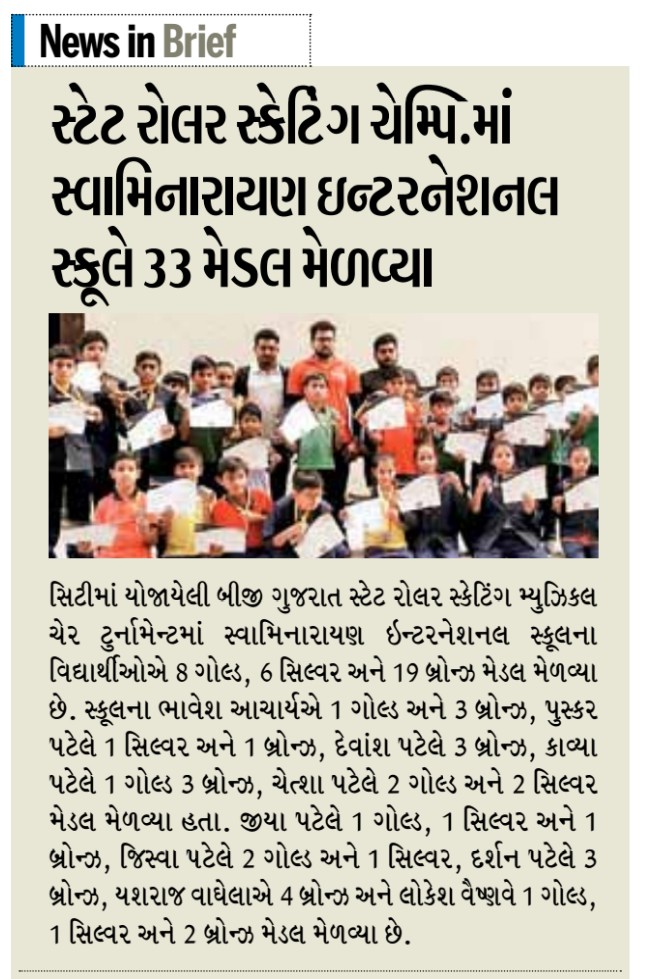 News in Brief
સ્ટેટ રોલર સ્કેટિંગ ચેમ્પિ.માં
સ્વામિનારાયણ ઇન્ટરનેશનલ
સ્કૂલે 33 મેડલ મેળવ્યા
સિટીમાં યોજાયેલી બીજી ગુજરાત સ્ટેટ રોલર સ્કેટિંગ મ્યુઝિકલ
ચેર ટુર્નામેન્ટમાં સ્વામિનારાયણ ઇન્ટરનેશનલ સ્કૂલના
વિદ્યાર્થીઓએ 8 ગોલ્ડ, 6 સિલ્વર અને 19 બ્રોન્ઝ મેડલ મેળવ્યા
છે. સ્કૂલના ભાવેશ આચાર્યએ 1 ગોલ્ડ અને 3 બ્રોન્ઝ, પુસ્કર
પટેલે 1 સિલ્વર અને 1 બ્રોન્ઝ, દેવાંશ પટેલે 3 બ્રોન્ઝ, કાવ્યા
પટેલે 1 ગોલ્ડ 3 બ્રોન્ઝ, ચેત્શા પટેલે 2 ગોલ્ડ અને 2 સિલ્વર
મેડલ મેળવ્યા હતા. જીયા પટેલે 1 ગોલ્ડ, 1 સિલ્વર અને 1
બ્રોન્ઝ, જિસ્વા પટેલે 2 ગોલ્ડ અને 1 સિલ્વર, દર્શન પટેલે 3
બ્રોન્ઝ, યશરાજ વાઘેલાએ 4 બ્રોન્ઝ અને લોકેશ વૈષ્ણવે 1 ગોલ્ડ,
1 સિલ્વર અને 2 બ્રોન્ઝ મેડલ મેળવ્યા છે.